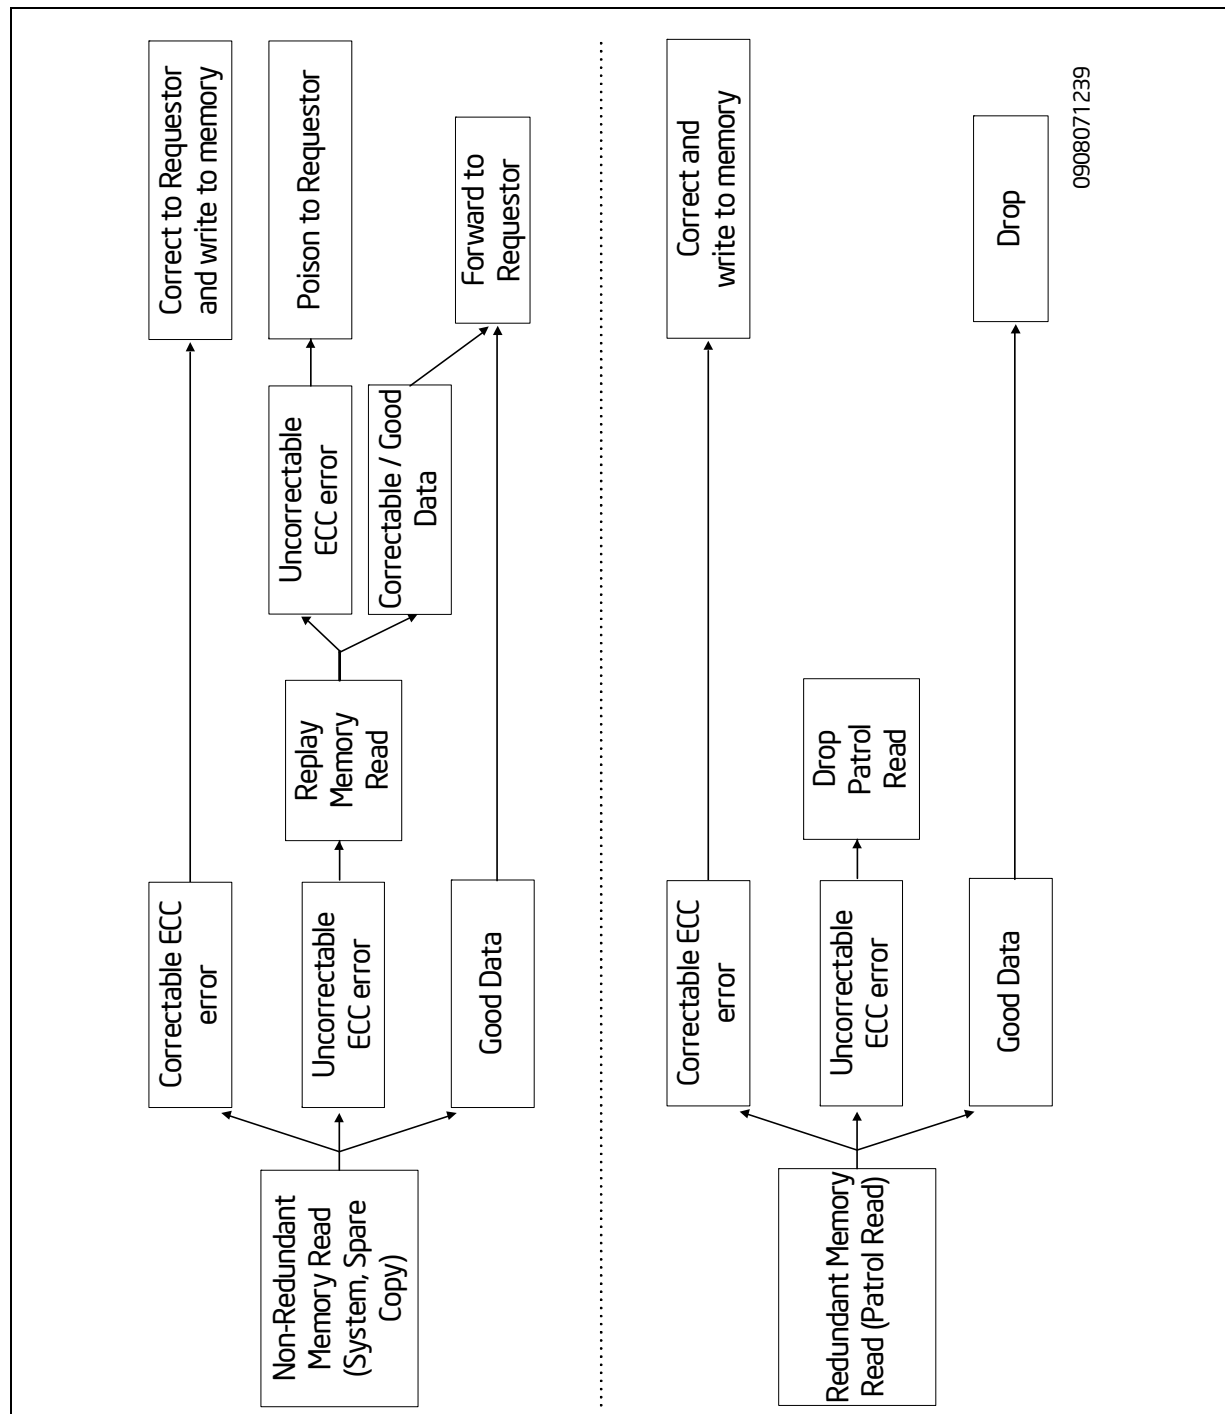 Non-Redundant
Memory Read
(System, Spare
Copy)
Correctable ECC
error
Uncorrectable
ECC error
Good Data
Replay
Memory
Read
Uncorrectable
ECC error
Correctable / Good
Data
Correct to Requestor
and write to memory
Poison to Requestor
Forward to
Requestor
Redundant Memory
Read (Patrol Read)
Correctable ECC
error
Uncorrectable
ECC error
Good Data
Drop
Patrol
Read
Correct and
write to memory
Drop
0908071239